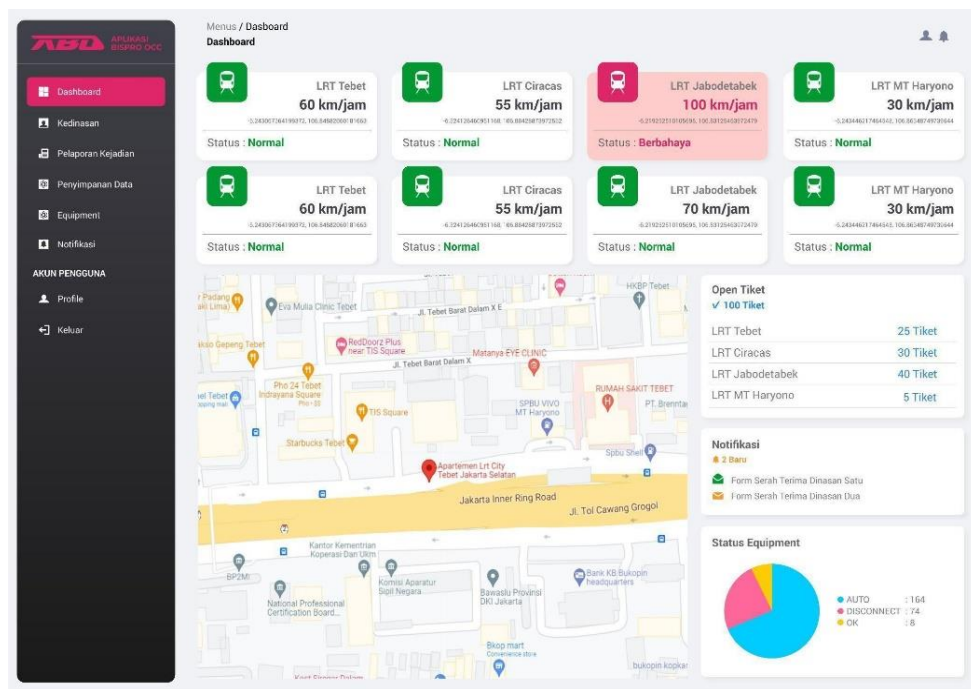 ABO
APLIKASI
BISPRO OCC
Dashboard
Kedinasan
Pelaporan Kejadian
Penyimpanan Data
Equipment
Notifikasi
AKUN PENGGUNA
Profile
Keluar
Menus / Dasboard
Dashboard
LRT Tebet
60 km/jam
Status : Normal
LRT Ciracas
55 km/jam
Status : Normal
LRT Jabodetabek
100 km/jam
Status : Berbahaya
LRT MT Haryono
30 km/jam
Status : Normal
LRT Tebet
60 km/jam
Status : Normal
LRT Ciracas
55 km/jam
Status : Normal
LRT Jabodetabek
70 km/jam
Status : Normal
LRT MT Haryono
30 km/jam
Status : Normal
Padang
Eva Mulia Clinic Tebet
Jl. Tebet Barat Dalam X E
HKBP Tebet
Gepeng Tebet
RedDoorz Plus
near TIS
Square
Matanya EYE CLINIC
Jl. Tebet Barat Dalam X
Pho 24 Tebet
Indrayana Square
TIS Square
SPBU VIVO
MT Haryono
RUMAH SAKIT TEBET
PT. Brenntag
Starbucks Tebet
Spbu Shell
Apartemen Lrt City
Tebet Jakarta Selatan
Jakarta Inner Ring Road
Jl. Tol Cawang Grogol
Kantor Kementrian
Koperasi Dan Ukm
BP2MI
Komisi Aparatur
Sipil Negara
National Professional
Certification Board...
Bawaslu Provinsi
DKI Jakarta
Bank KB Bukopin
headquarters
Bkop mart
Convenience store
bukopin kopkar
Open Tiket
100 Tiket
LRT Tebet 25 Tiket
LRT Ciracas 30 Tiket
LRT Jabodetabek 40 Tiket
LRT MT Haryono 5 Tiket
Notifikasi
2 Baru
Form Serah Terima Dinasan Satu
Form Serah Terima Dinasan Dua
Status Equipment
AUTO : 164
DISCONNECT : 74
OK : 8